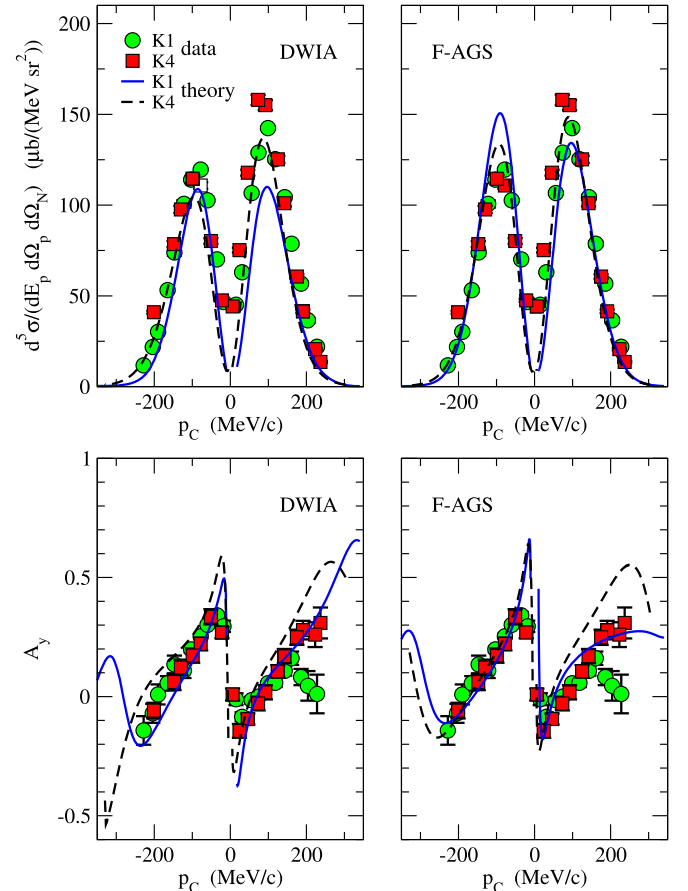 200
150
100
50
0
d⁵σ/(dE_p dΩ_p dΩ_N) (μb/(MeV sr²))
K1
K4
data
K1
K4
theory
DWIA
F-AGS
-200 0 200
-200 0 200
p_C (MeV/c)
p_C (MeV/c)
1
0.5
0
-0.5
A_y
DWIA
F-AGS
-200 0 200
-200 0 200
p_C (MeV/c)
p_C (MeV/c)